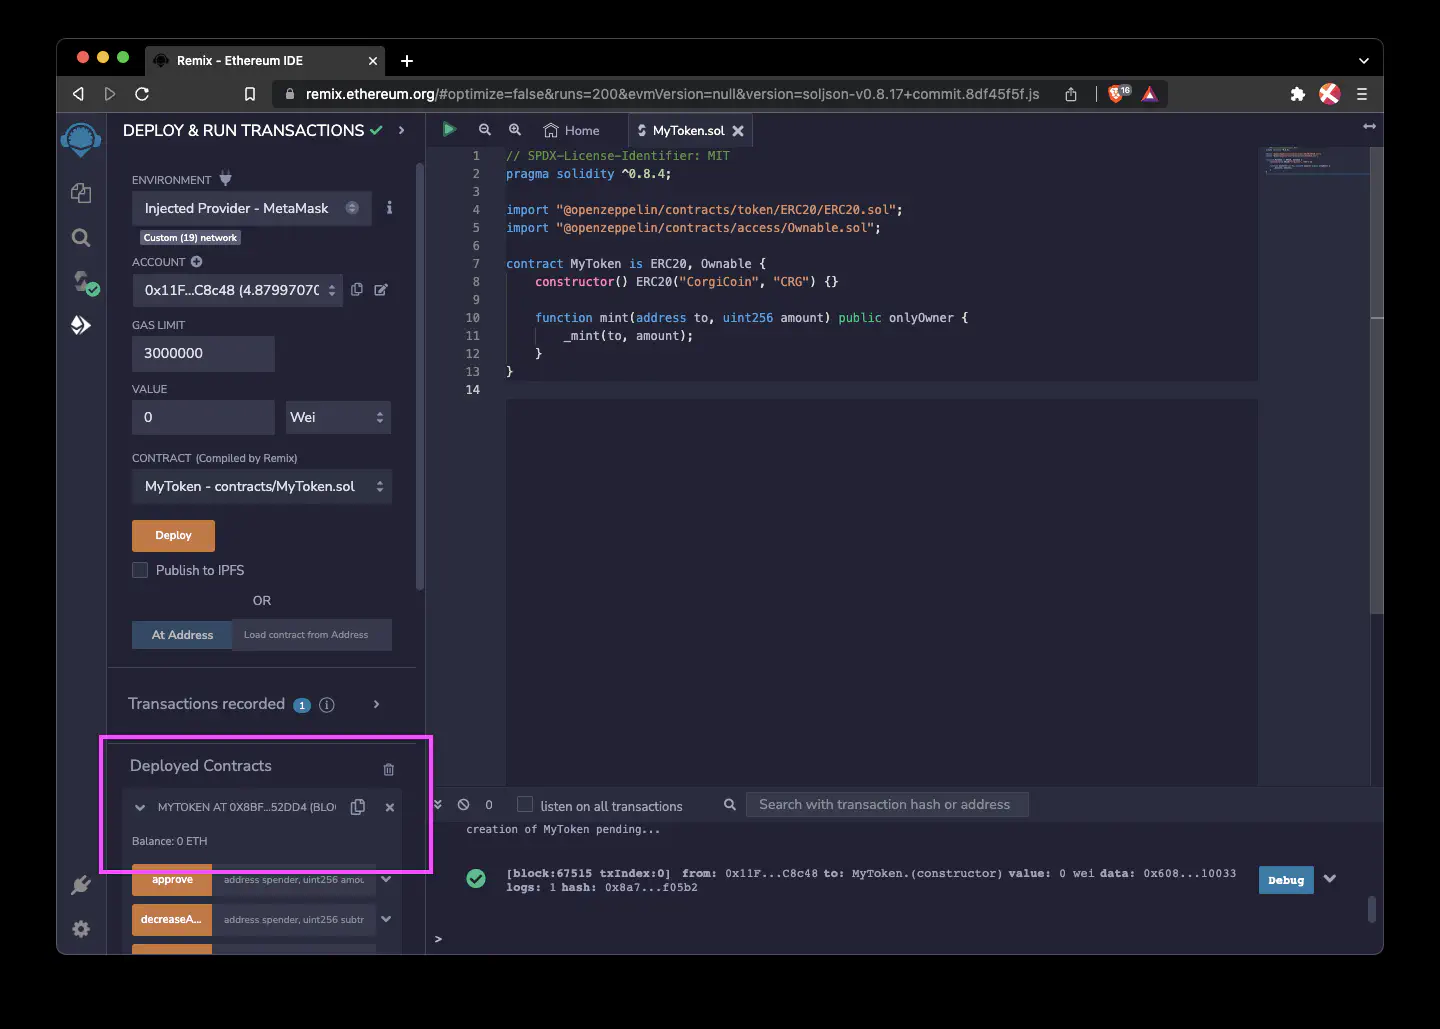 Remix - Ethereum IDE
remix.ethereum.org/#optimize=false&runs=200&evmVersion=null&version=soljson-v0.8.17+commit.8df45f5f.js
16
DEPLOY & RUN TRANSACTIONS
ENVIRONMENT
Injected Provider - MetaMask
Custom (19) network
ACCOUNT
0x11F...C8c48 (4.87997070
GAS LIMIT
3000000
VALUE
0
Wei
CONTRACT (Compiled by Remix)
MyToken - contracts/MyToken.sol
Deploy
Publish to IPFS
OR
At Address
Load contract from Address
Transactions recorded 1
Deployed Contracts
MYTOKEN AT 0X8BF...52DD4 (BLO
Balance: 0 ETH
approve
address spender, uint256 amou
decreaseA...
address spender, uint256 subtr
Home
MyToken.sol
1 // SPDX-License-Identifier: MIT
2 pragma solidity ^0.8.4;
3
4 import "@openzeppelin/contracts/token/ERC20/ERC20.sol";
5 import "@openzeppelin/contracts/access/Ownable.sol";
6
7 contract MyToken is ERC20, Ownable {
8 constructor() ERC20("CorgiCoin", "CRG") {}
9
10 function mint(address to, uint256 amount) public onlyOwner {
11 _mint(to, amount);
12 }
13 }
14
0
listen on all transactions
Search with transaction hash or address
creation of MyToken pending...
[block:67515 txIndex:0] from: 0x11F...C8c48 to: MyToken.(constructor) value: 0 wei data: 0x608...10033
logs: 1 hash: 0x8a7...f05b2
Debug
>